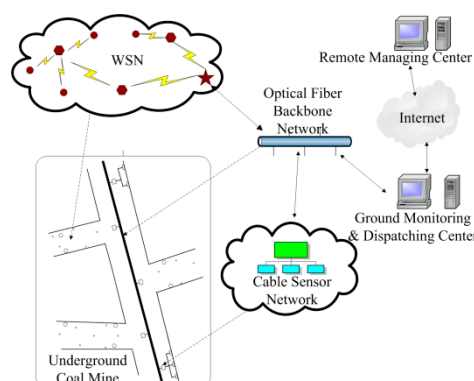 WSN
Remote Managing Center
Optical Fiber
Backbone
Network
Internet
Ground Monitoring
& Dispatching Center
Cable Sensor
Network
Underground
Coal Mine